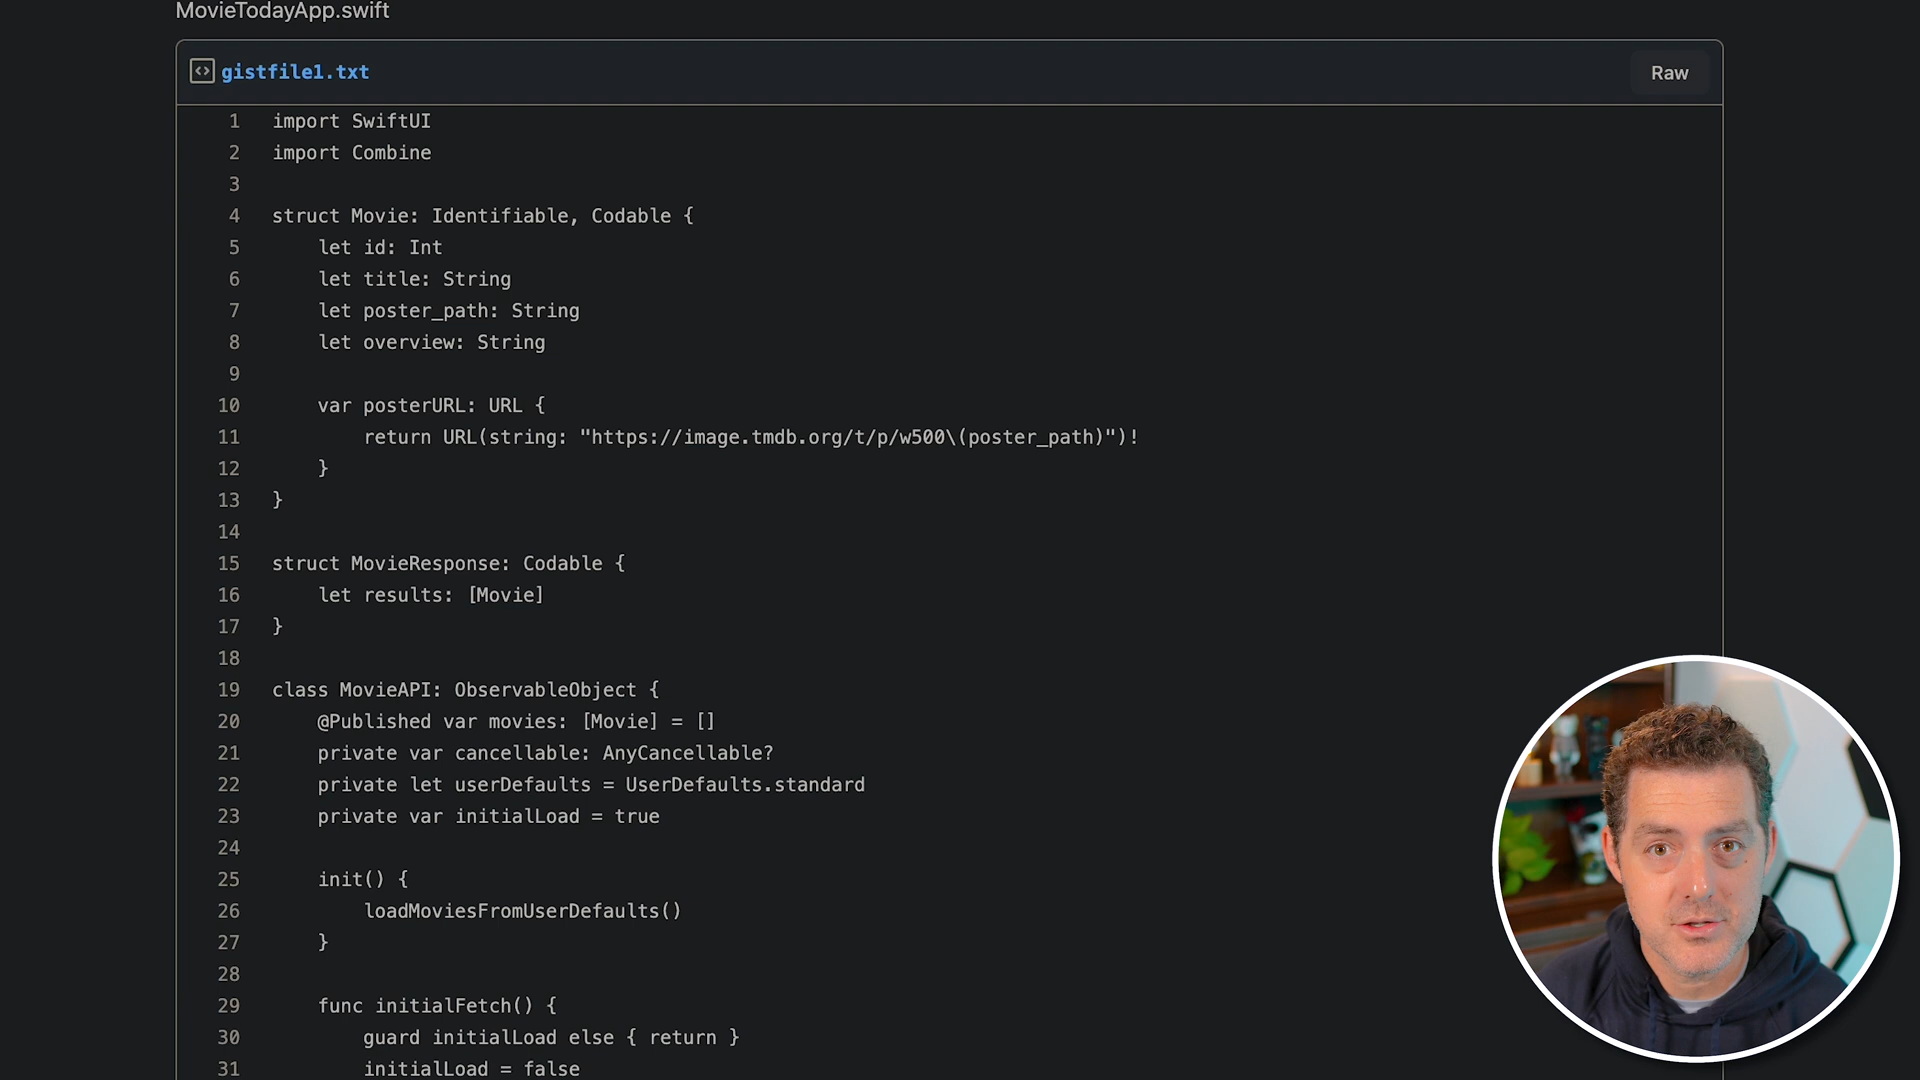 MovieTodayApp.swift
gistfile1.txt
Raw
1 import SwiftUI
2 import Combine
3
4 struct Movie: Identifiable, Codable {
5     let id: Int
6     let title: String
7     let poster_path: String
8     let overview: String
9
10     var posterURL: URL {
11         return URL(string: "https://image.tmdb.org/t/p/w500\(poster_path)")!
12     }
13 }
14
15 struct MovieResponse: Codable {
16     let results: [Movie]
17 }
18
19 class MovieAPI: ObservableObject {
20     @Published var movies: [Movie] = []
21     private var cancellable: AnyCancellable?
22     private let userDefaults = UserDefaults.standard
23     private var initialLoad = true
24
25     init() {
26         loadMoviesFromUserDefaults()
27     }
28
29     func initialFetch() {
30         guard initialLoad else { return }
31         initialLoad = false